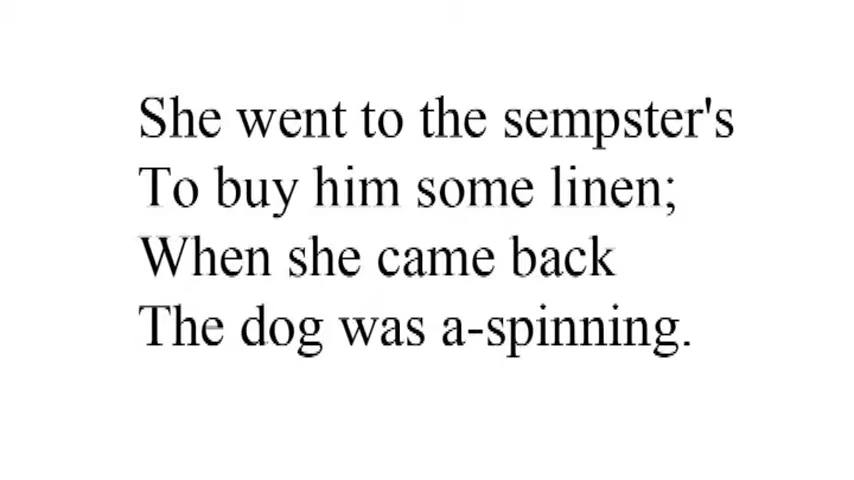 She went to the sempster's
To buy him some linen;
When she came back
The dog was a-spinning.